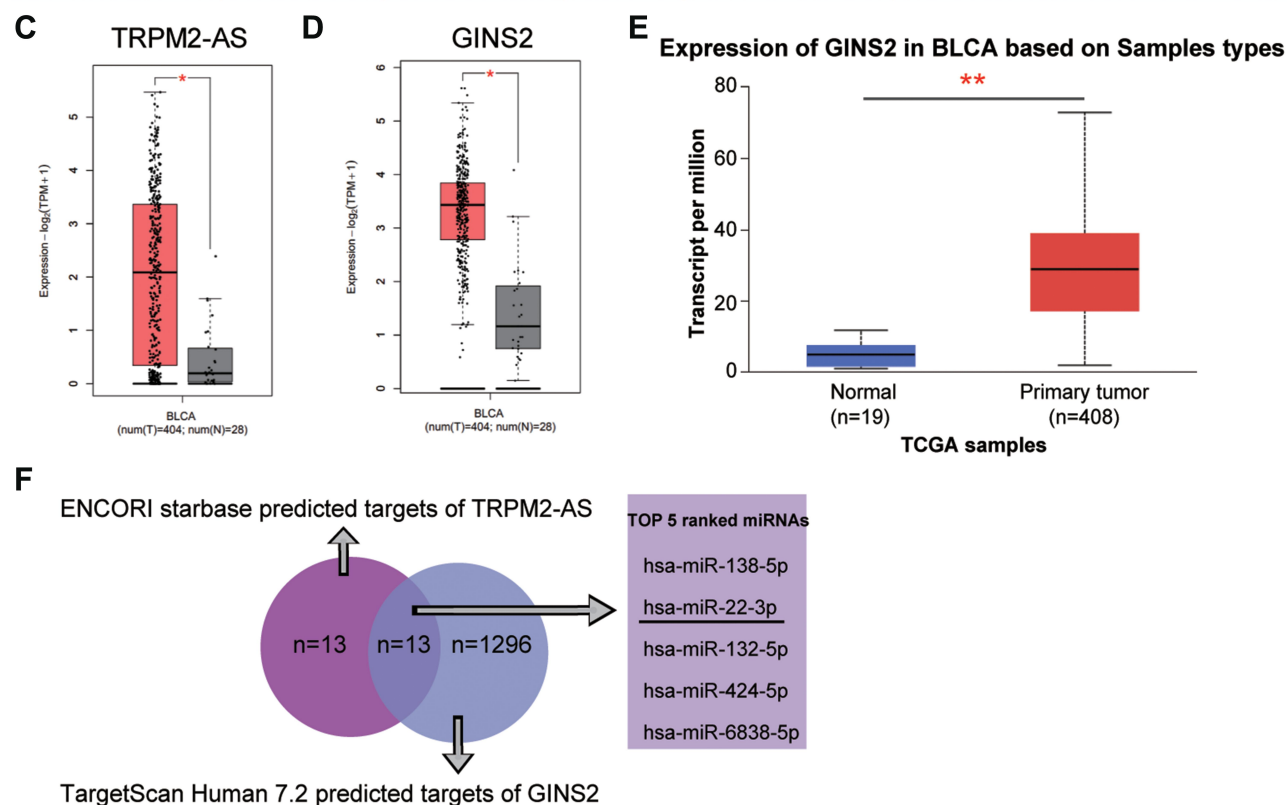 C
TRPM2-AS
Expression – log2(TPM + 1)
5
4
3
2
1
0
*
BLCA
(num(T)=404; num(N)=28)
D
GINS2
Expression – log2(TPM + 1)
6
5
4
3
2
1
0
*
BLCA
(num(T)=404; num(N)=28)
E
Expression of GINS2 in BLCA based on Samples types
Transcript per million
80
60
40
20
0
**
Normal
(n=19)
Primary tumor
(n=408)
TCGA samples
F
ENCORI starbase predicted targets of TRPM2-AS
n=13
n=13
n=1296
TargetScan Human 7.2 predicted targets of GINS2
TOP 5 ranked miRNAs
hsa-miR-138-5p
hsa-miR-22-3p
hsa-miR-132-5p
hsa-miR-424-5p
hsa-miR-6838-5p